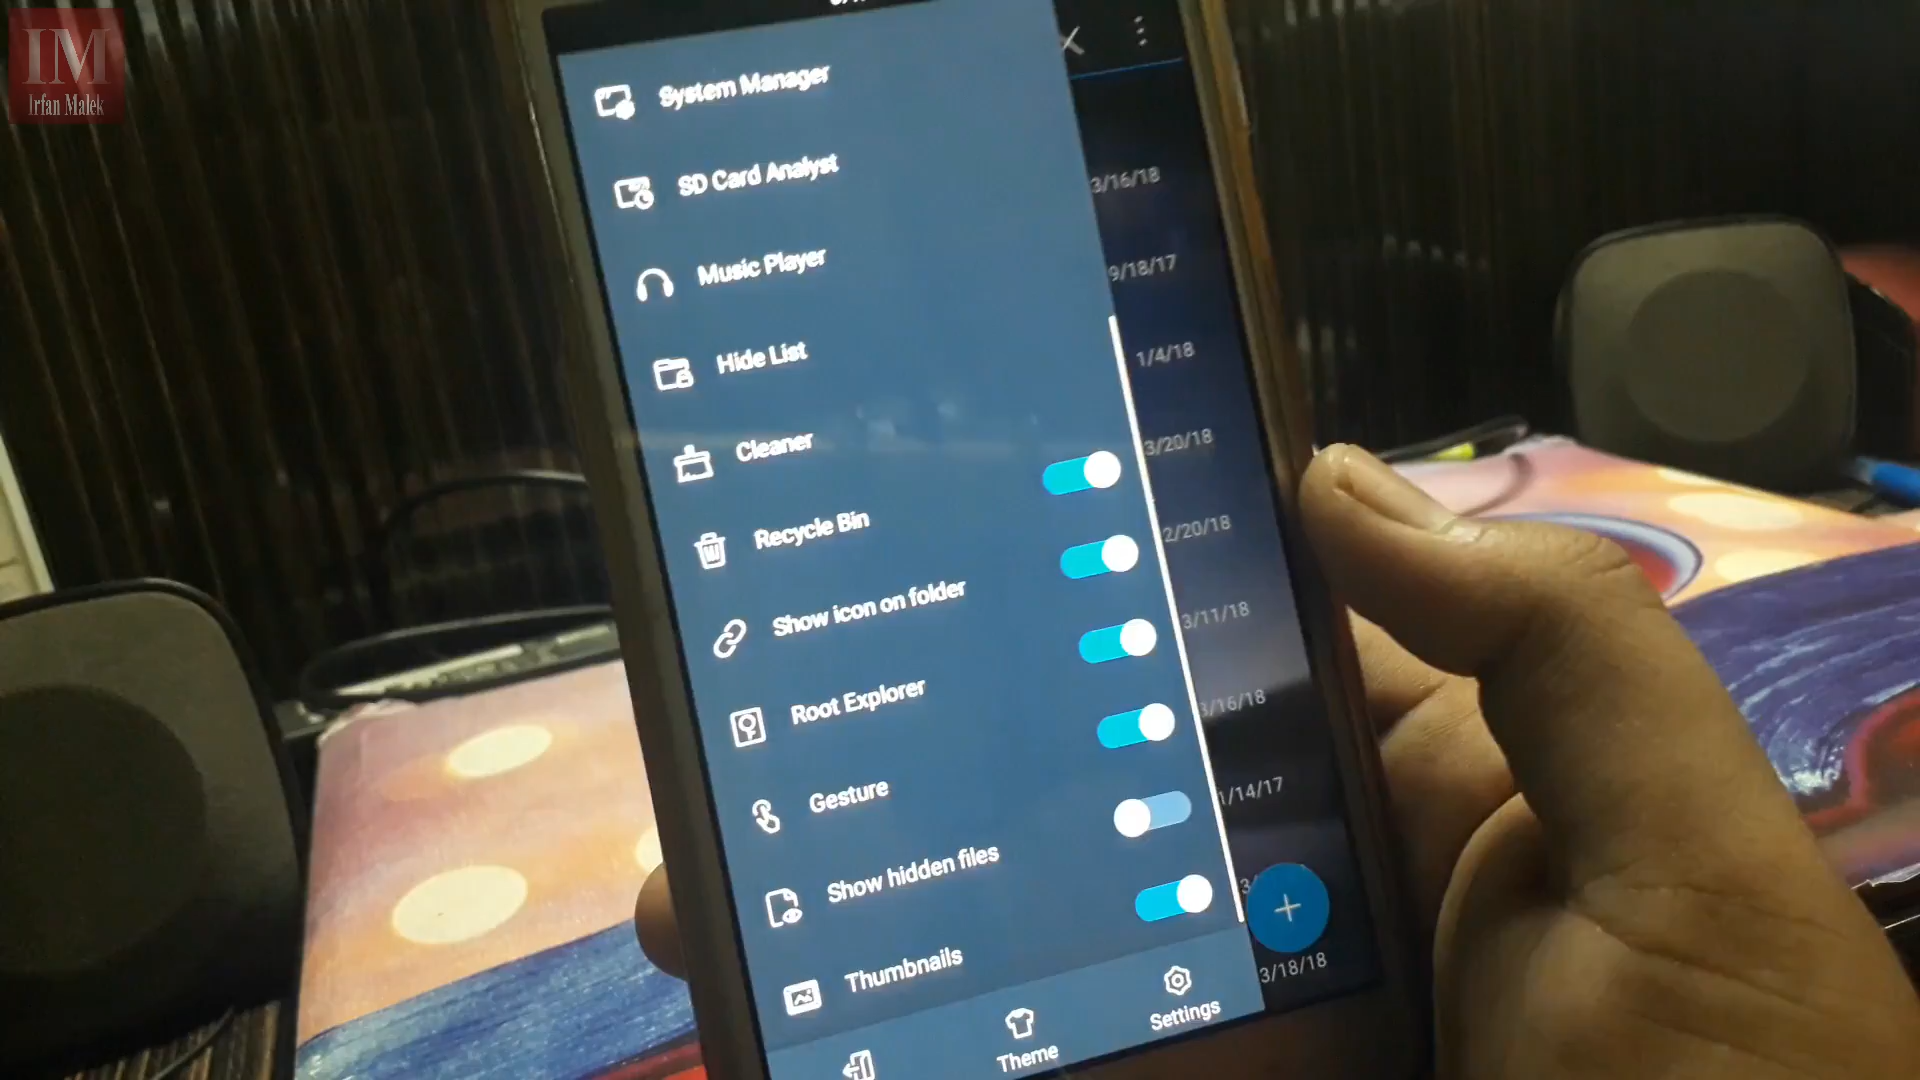 IM
Irfan Malek
System Manager
SD Card Analyst
Music Player
Hide List
Cleaner
Recycle Bin
Show icon on folder
Root Explorer
Gesture
Show hidden files
Thumbnails
Theme
Settings
3/16/18
9/18/17
1/4/18
3/20/18
2/20/18
3/11/18
3/16/18
1/14/17
3/18/18